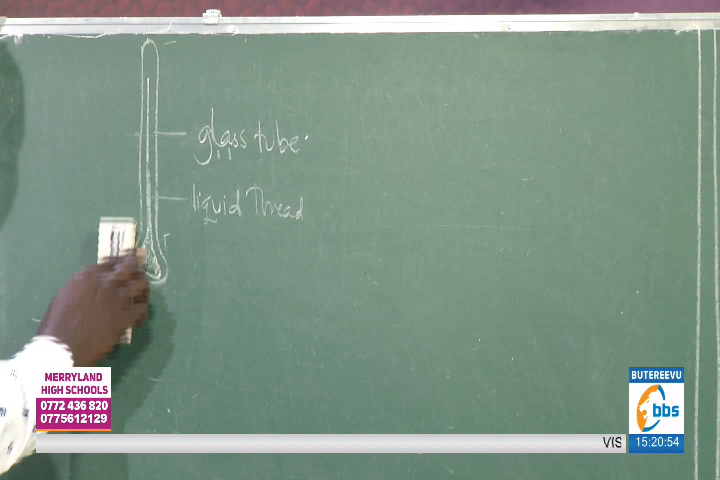 glass tube
liquid Thread
MERRYLAND
HIGH SCHOOLS
0772 436 820
0775612129
BUTEREEVU
bbs
VIS
15:20:54